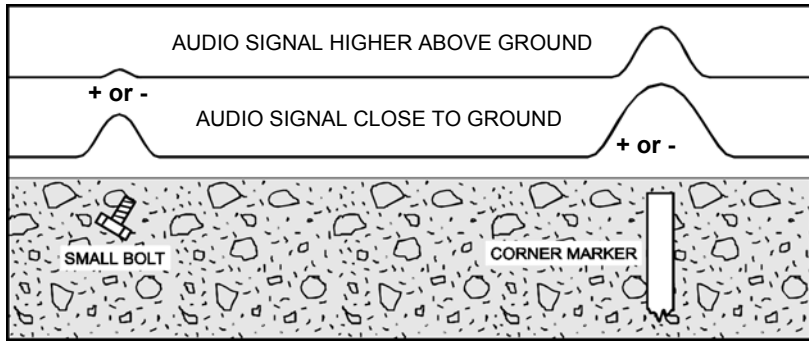 AUDIO SIGNAL HIGHER ABOVE GROUND
+ or -
AUDIO SIGNAL CLOSE TO GROUND
+ or -
SMALL BOLT
CORNER MARKER